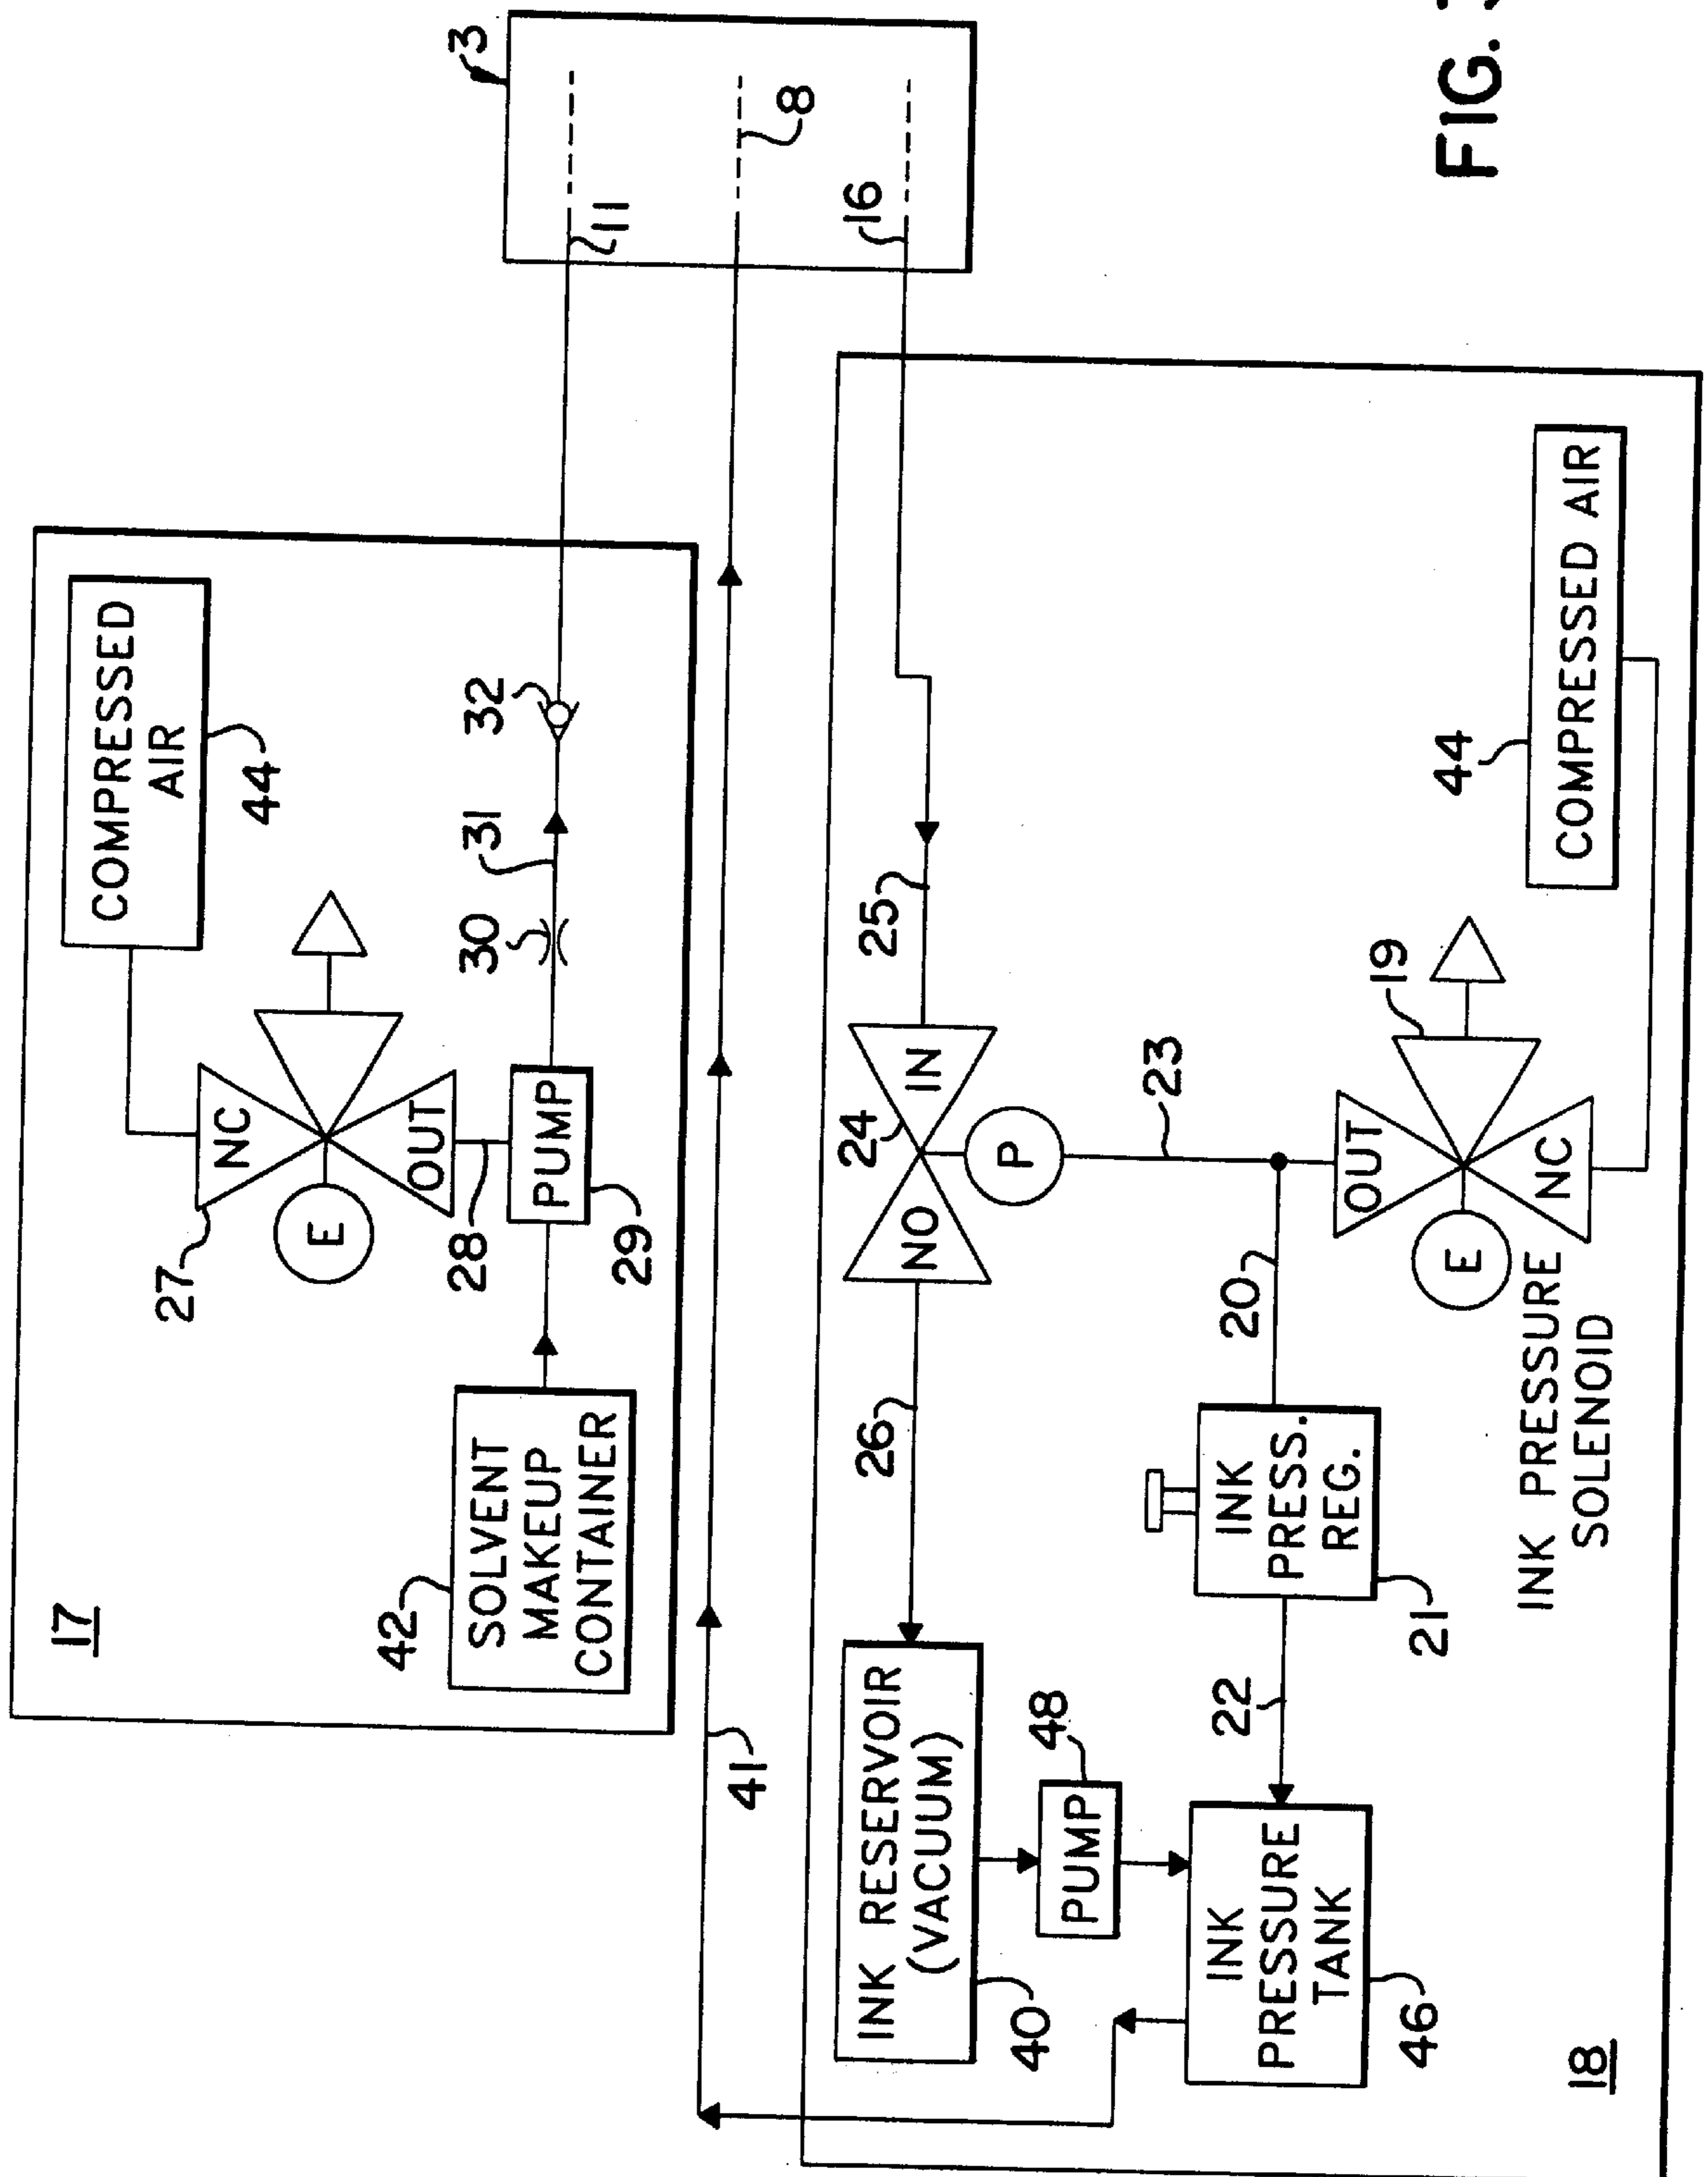 17
COMPRESSED
AIR
44
NC
OUT
E
27
28
PUMP
29
30
31
32
SOLVENT
MAKEUP
CONTAINER
42
3
11
8
16
41
18
INK RESERVOIR
(VACUUM)
40
26
NO
IN
24
25
P
23
PUMP
48
INK
PRESSURE
TANK
46
22
INK
PRESS.
REG.
21
20
OUT
NC
E
19
INK PRESSURE
SOLENOID
COMPRESSED AIR
44
FIG.